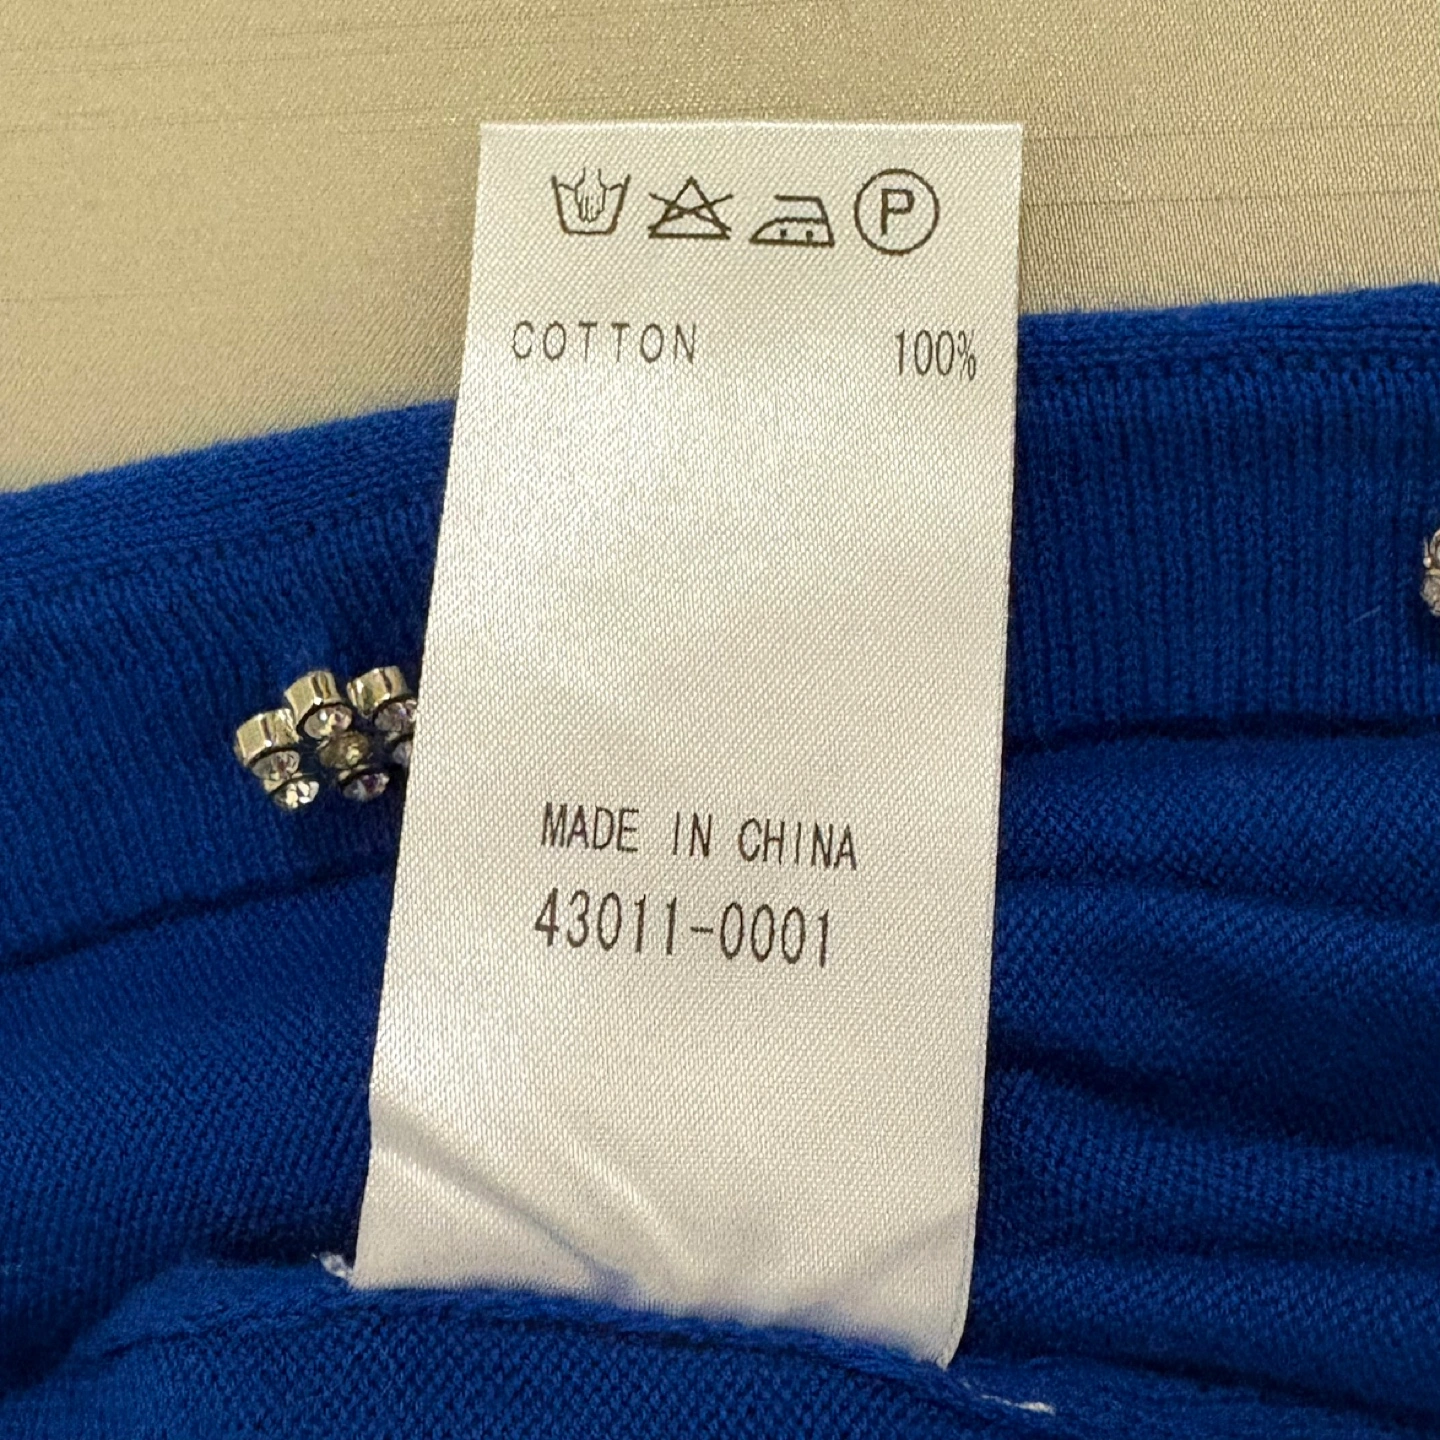 P
COTTON 100%
MADE IN CHINA
43011-0001